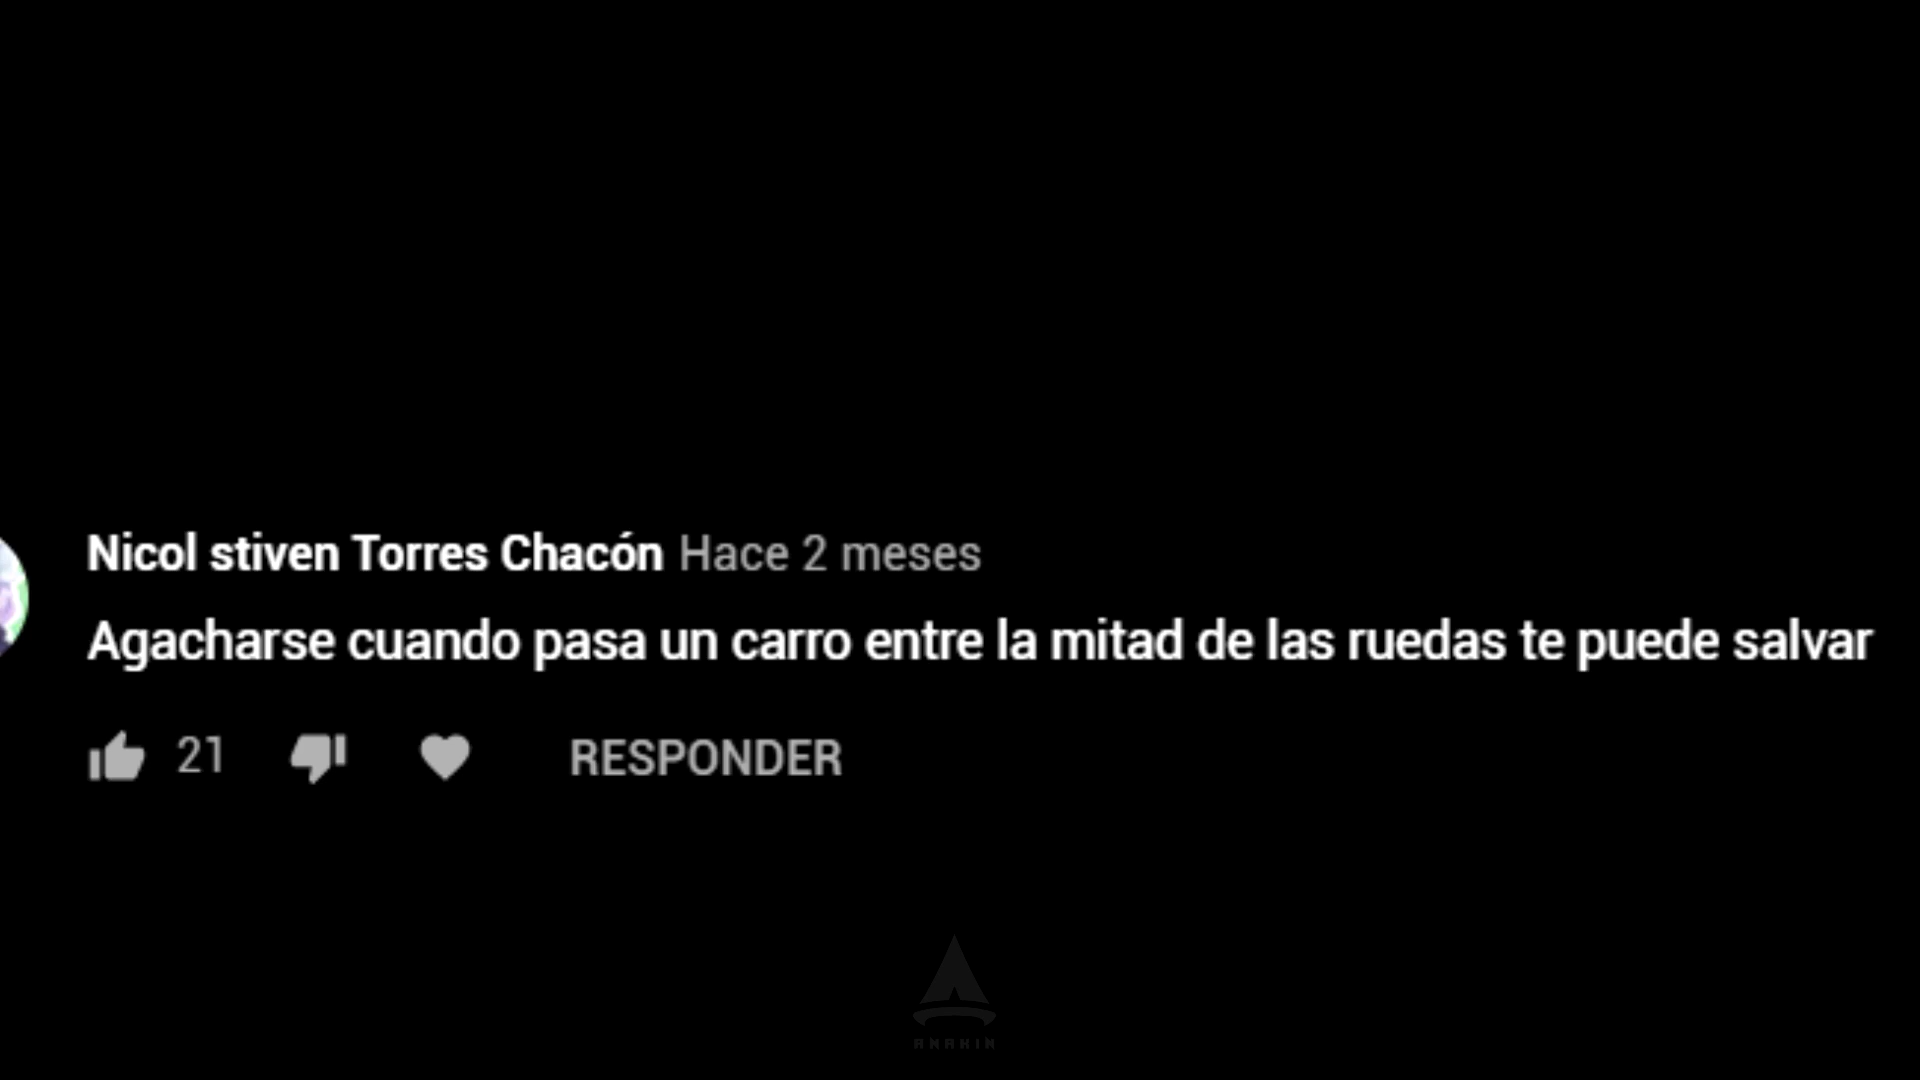 Nicol stiven Torres Chacón Hace 2 meses
Agacharse cuando pasa un carro entre la mitad de las ruedas te puede salvar
21 RESPONDER
ANAHIN